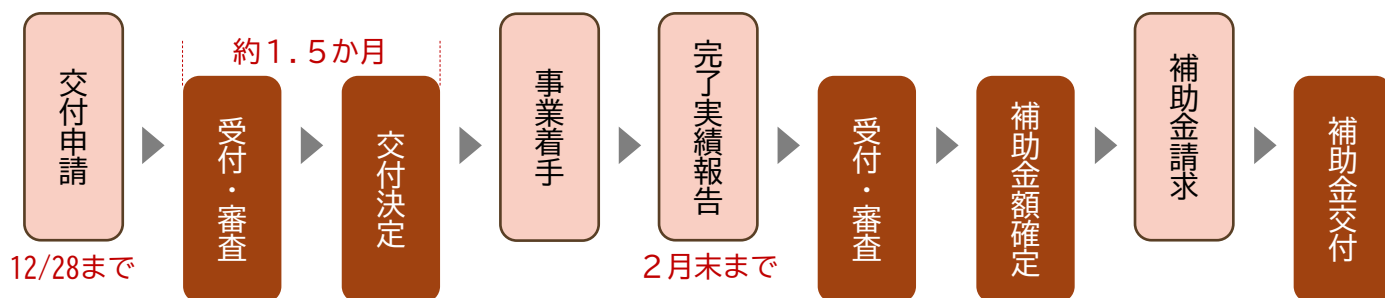 約１.５か月
交付申請
受付・審査
交付決定
事業着手
完了実績報告
受付・審査
補助金額確定
補助金請求
補助金交付
12/28まで
２月末まで